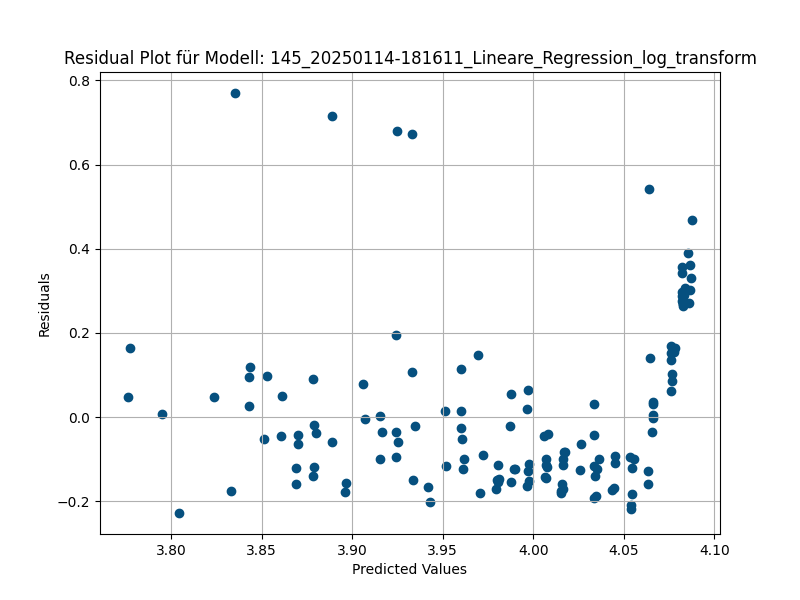 Residual Plot für Modell: 145_20250114-181611_Lineare_Regression_log_transform
0.8
0.6
0.4
0.2
0.0
−0.2
Residuals
3.80 3.85 3.90 3.95 4.00 4.05 4.10
Predicted Values